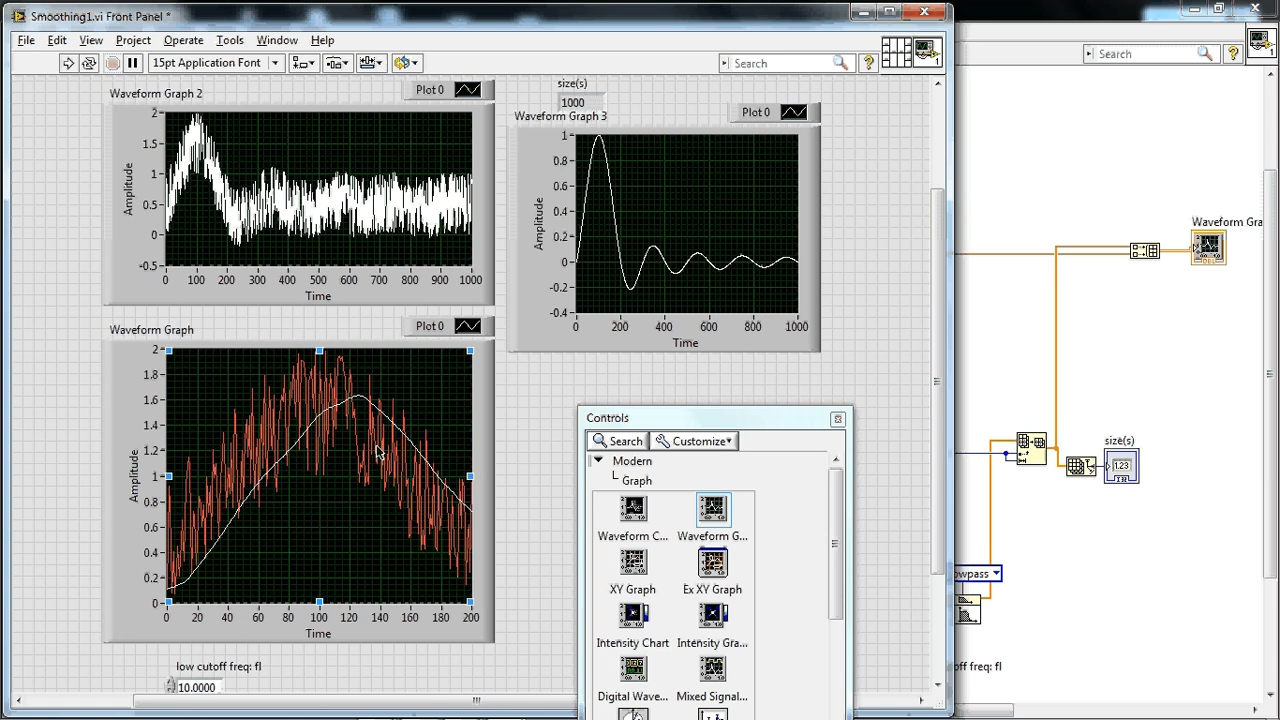 Smoothing1.vi Front Panel *
File Edit View Project Operate Tools Window Help
15pt Application Font
Search
?
1
Search
?
1
Waveform Graph 2
Plot 0
2
1.5
1
0.5
0
-0.5
Amplitude
0 100 200 300 400 500 600 700 800 900 1000
Time
size(s)
1000
Waveform Graph 3
Plot 0
1
0.8
0.6
0.4
0.2
0
-0.2
-0.4
Amplitude
0 200 400 600 800 1000
Time
Waveform Graph
Plot 0
2
1.8
1.6
1.4
1.2
1
0.8
0.6
0.4
0.2
0
Amplitude
0 20 40 60 80 100 120 140 160 180 200
Time
low cutoff freq: fl
10.0000
Controls
Search Customize
Modern
Graph
Waveform C... Waveform G...
XY Graph Ex XY Graph
Intensity Chart Intensity Gra...
Digital Wave... Mixed Signal...
Waveform Gra
DBL
size(s)
1.23
I32
owpass
off freq: fl